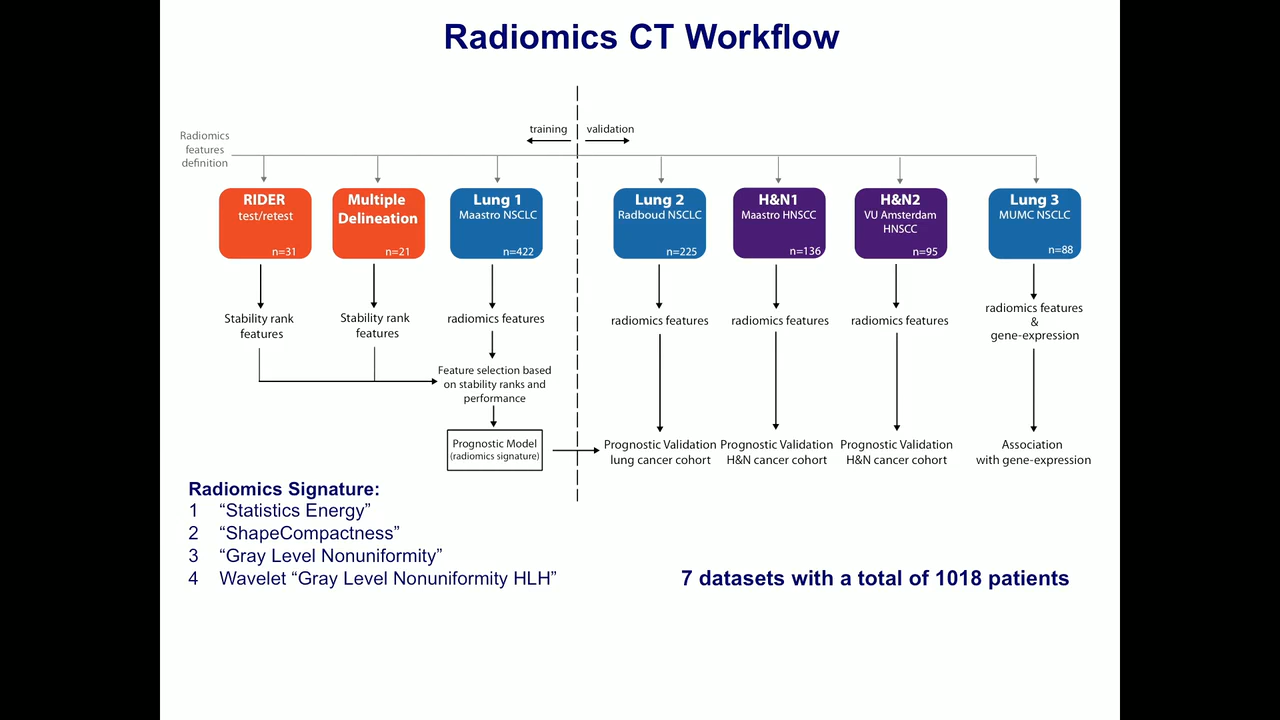 Radiomics CT Workflow
training
validation
Radiomics
features
definition
RIDER
test/retest
n=31
Multiple
Delineation
n=21
Lung 1
Maastro NSCLC
n=422
Lung 2
Radboud NSCLC
n=225
H&N1
Maastro HNSCC
n=136
H&N2
VU Amsterdam
HNSCC
n=95
Lung 3
MUMC NSCLC
n=88
Stability rank
features
Stability rank
features
radiomics features
radiomics features
radiomics features
radiomics features
radiomics features
&
gene-expression
Feature selection based
on stability ranks and
performance
Prognostic Model
(radiomics signature)
Prognostic Validation
lung cancer cohort
Prognostic Validation
H&N cancer cohort
Prognostic Validation
H&N cancer cohort
Association
with gene-expression
Radiomics Signature:
1 “Statistics Energy”
2 “ShapeCompactness”
3 “Gray Level Nonuniformity”
4 Wavelet “Gray Level Nonuniformity HLH”
7 datasets with a total of 1018 patients